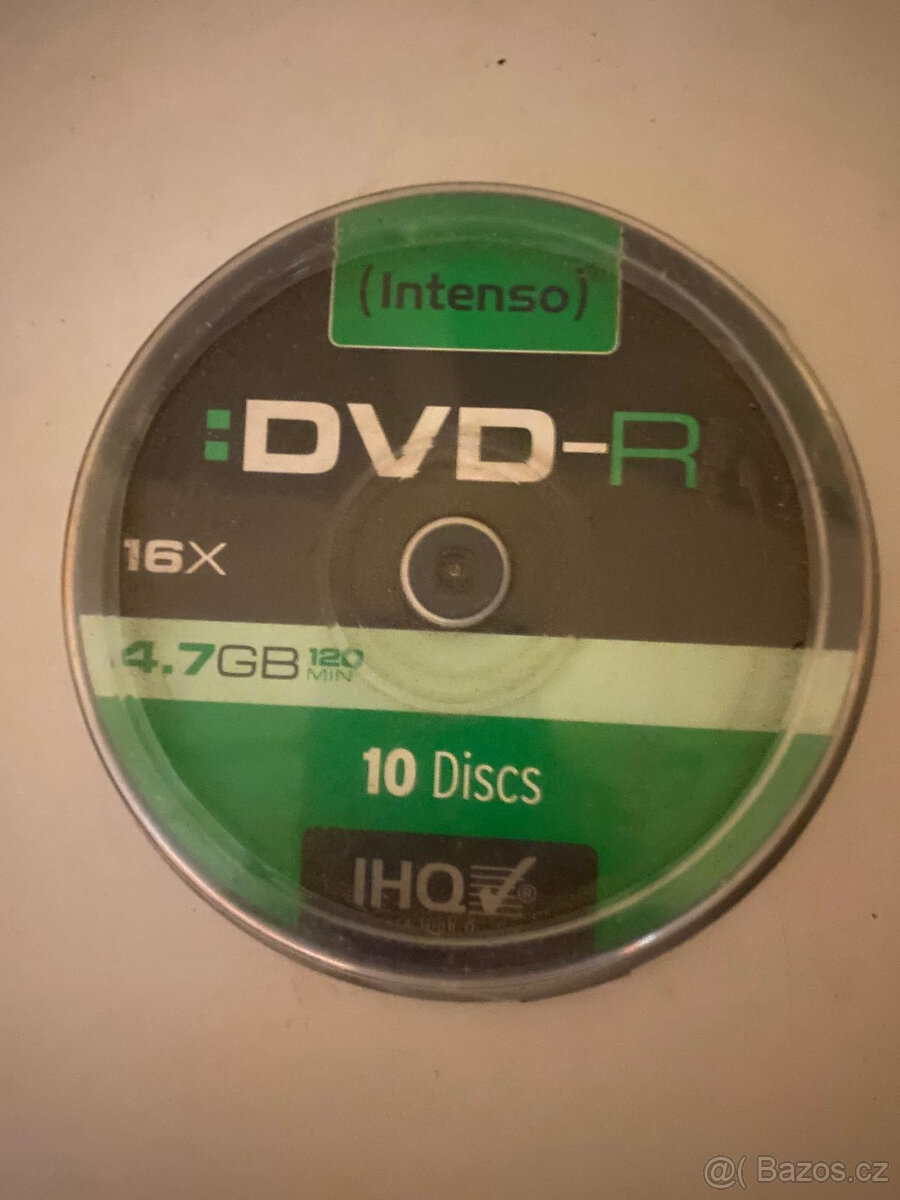 (Intenso)
:DVD-R
16X
4.7GB 120 MIN
10 Discs
IHQ ®
@( Bazos.cz